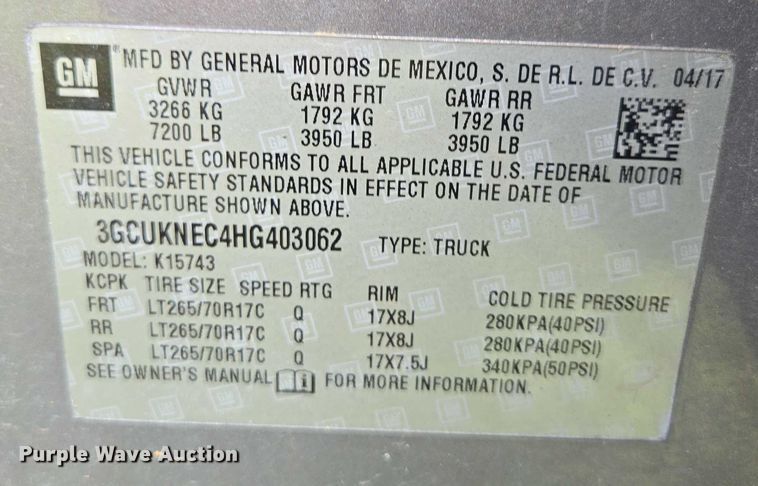 GM
® MFD BY GENERAL MOTORS DE MEXICO, S. DE R.L. DE C.V. 04/17
GVWR GAWR FRT GAWR RR
3266 KG 1792 KG 1792 KG
7200 LB 3950 LB 3950 LB
THIS VEHICLE CONFORMS TO ALL APPLICABLE U.S. FEDERAL MOTOR
VEHICLE SAFETY STANDARDS IN EFFECT ON THE DATE OF
MANUFACTURE SHOWN ABOVE.
3GCUKNEC4HG403062 TYPE: TRUCK
MODEL: K15743
KCPK TIRE SIZE SPEED RTG RIM COLD TIRE PRESSURE
FRT LT265/70R17C Q 17X8J 280KPA(40PSI)
RR LT265/70R17C Q 17X8J 280KPA(40PSI)
SPA LT265/70R17C Q 17X7.5J 340KPA(50PSI)
SEE OWNER'S MANUAL i FOR MORE INFORMATION.
Purple Wave Auction